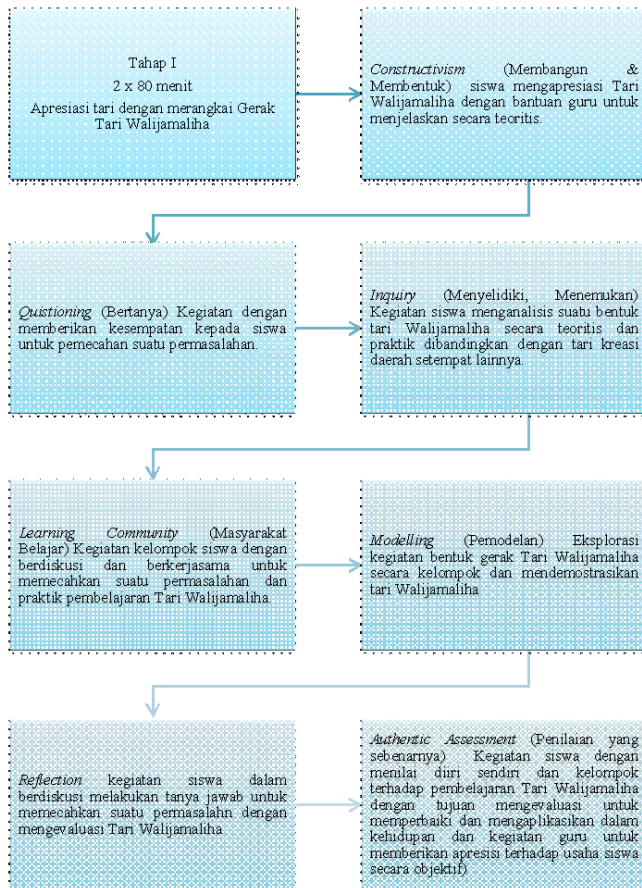 Tahap I
2 x 80 menit
Apresiasi tari dengan merangkai Gerak
Tari Walijamaliha
Constructivism (Membangun &
Membentuk) siswa mengapresiasi Tari
Walijamaliha dengan bantuan guru untuk
menjelaskan secara teoritis.
Quistioning (Bertanya) Kegiatan dengan
memberikan kesempatan kepada siswa
untuk pemecahan suatu permasalahan.
Inquiry (Menyelidiki, Menemukan)
Kegiatan siswa menganalisis suatu bentuk
tari Walijamaliha secara teoritis dan
praktik dibandingkan dengan tari kreasi
daerah setempat lainnya.
Learning Community (Masyarakat
Belajar) Kegiatan kelompok siswa dengan
berdiskusi dan berkerjasama untuk
memecahkan suatu permasalahan dan
praktik pembelajaran Tari Walijamaliha.
Modelling (Pemodelan) Eksplorasi
kegiatan bentuk gerak Tari Walijamaliha
secara kelompok dan mendemostrasikan
tari Walijamaliha
Reflection kegiatan siswa dalam
berdiskusi melakukan tanya jawab untuk
memecahkan suatu permasalahn dengan
mengevaluasi Tari Walijamaliha
Authentic Assessment (Penilaian yang
sebenarnya) Kegiatan siswa dengan
menilai diiri sendiri dan kelompok
terhadap pembelajaran Tari Walijamaliha
dengan tujuan mengevaluasi untuk
memperbaiki dan mengaplikasikan dalam
kehidupan dan kegiatan guru untuk
memberikan apresisi terhadap usaha siswa
secara objektif)